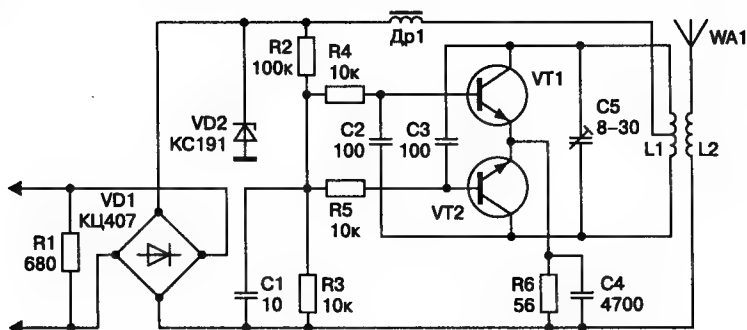 Др1
WA1
R2
100к
R4
10к
VT1
VD2
КС191
C2
100
C3
100
C5
8–30
L1
L2
VD1
КЦ407
R5
10к
VT2
R1
680
C1
10
R3
10к
R6
56
C4
4700